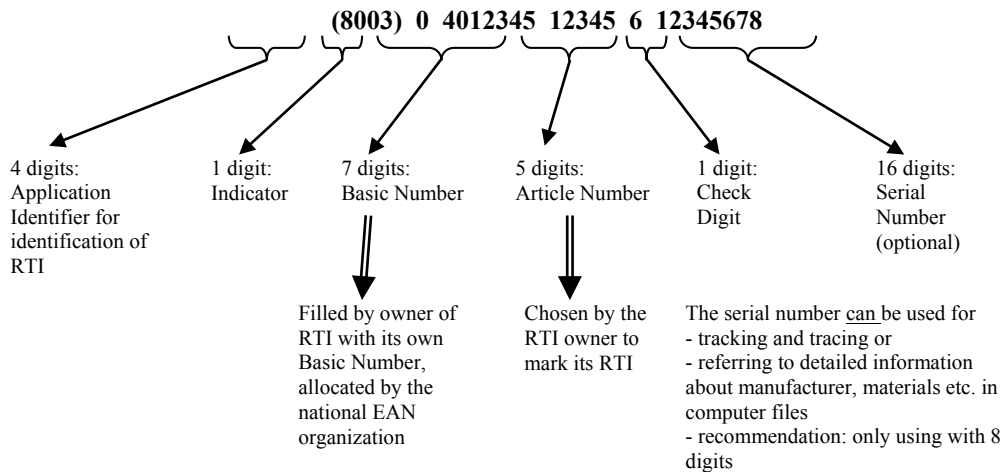 (8003) 0 4012345 12345 6 12345678
4 digits:
Application
Identifier for
identification of
RTI
1 digit:
Indicator
7 digits:
Basic Number
5 digits:
Article Number
1 digit:
Check
Digit
16 digits:
Serial
Number
(optional)
Filled by owner of
RTI with its own
Basic Number,
allocated by the
national EAN
organization
Chosen by the
RTI owner to
mark its RTI
The serial number can be used for
- tracking and tracing or
- referring to detailed information
about manufacturer, materials etc. in
computer files
- recommendation: only using with 8
digits